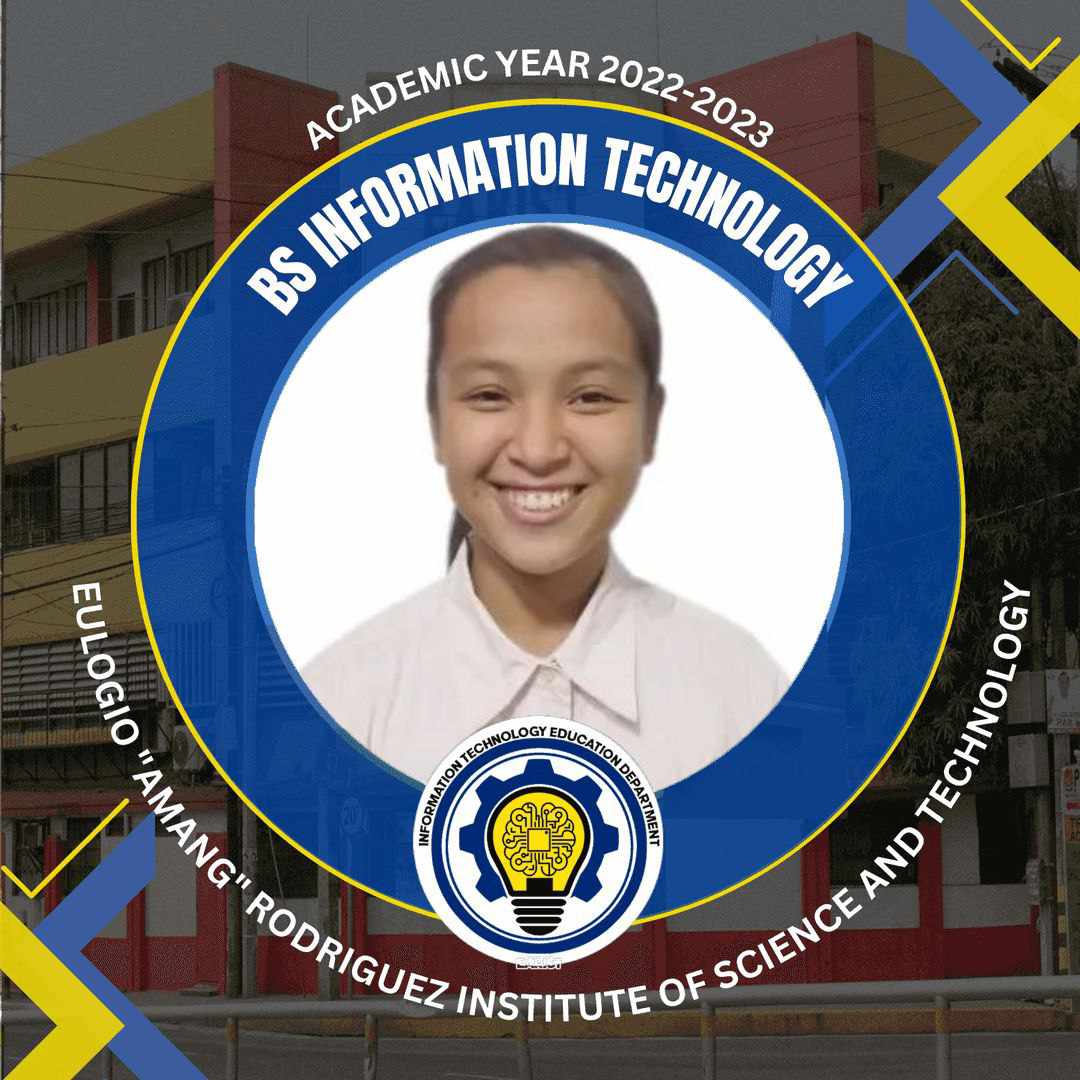 ACADEMIC YEAR 2022-2023
BS INFORMATION TECHNOLOGY
INFORMATION TECHNOLOGY EDUCATION DEPARTMENT
EULOGIO "AMANG" RODRIGUEZ INSTITUTE OF SCIENCE AND TECHNOLOGY